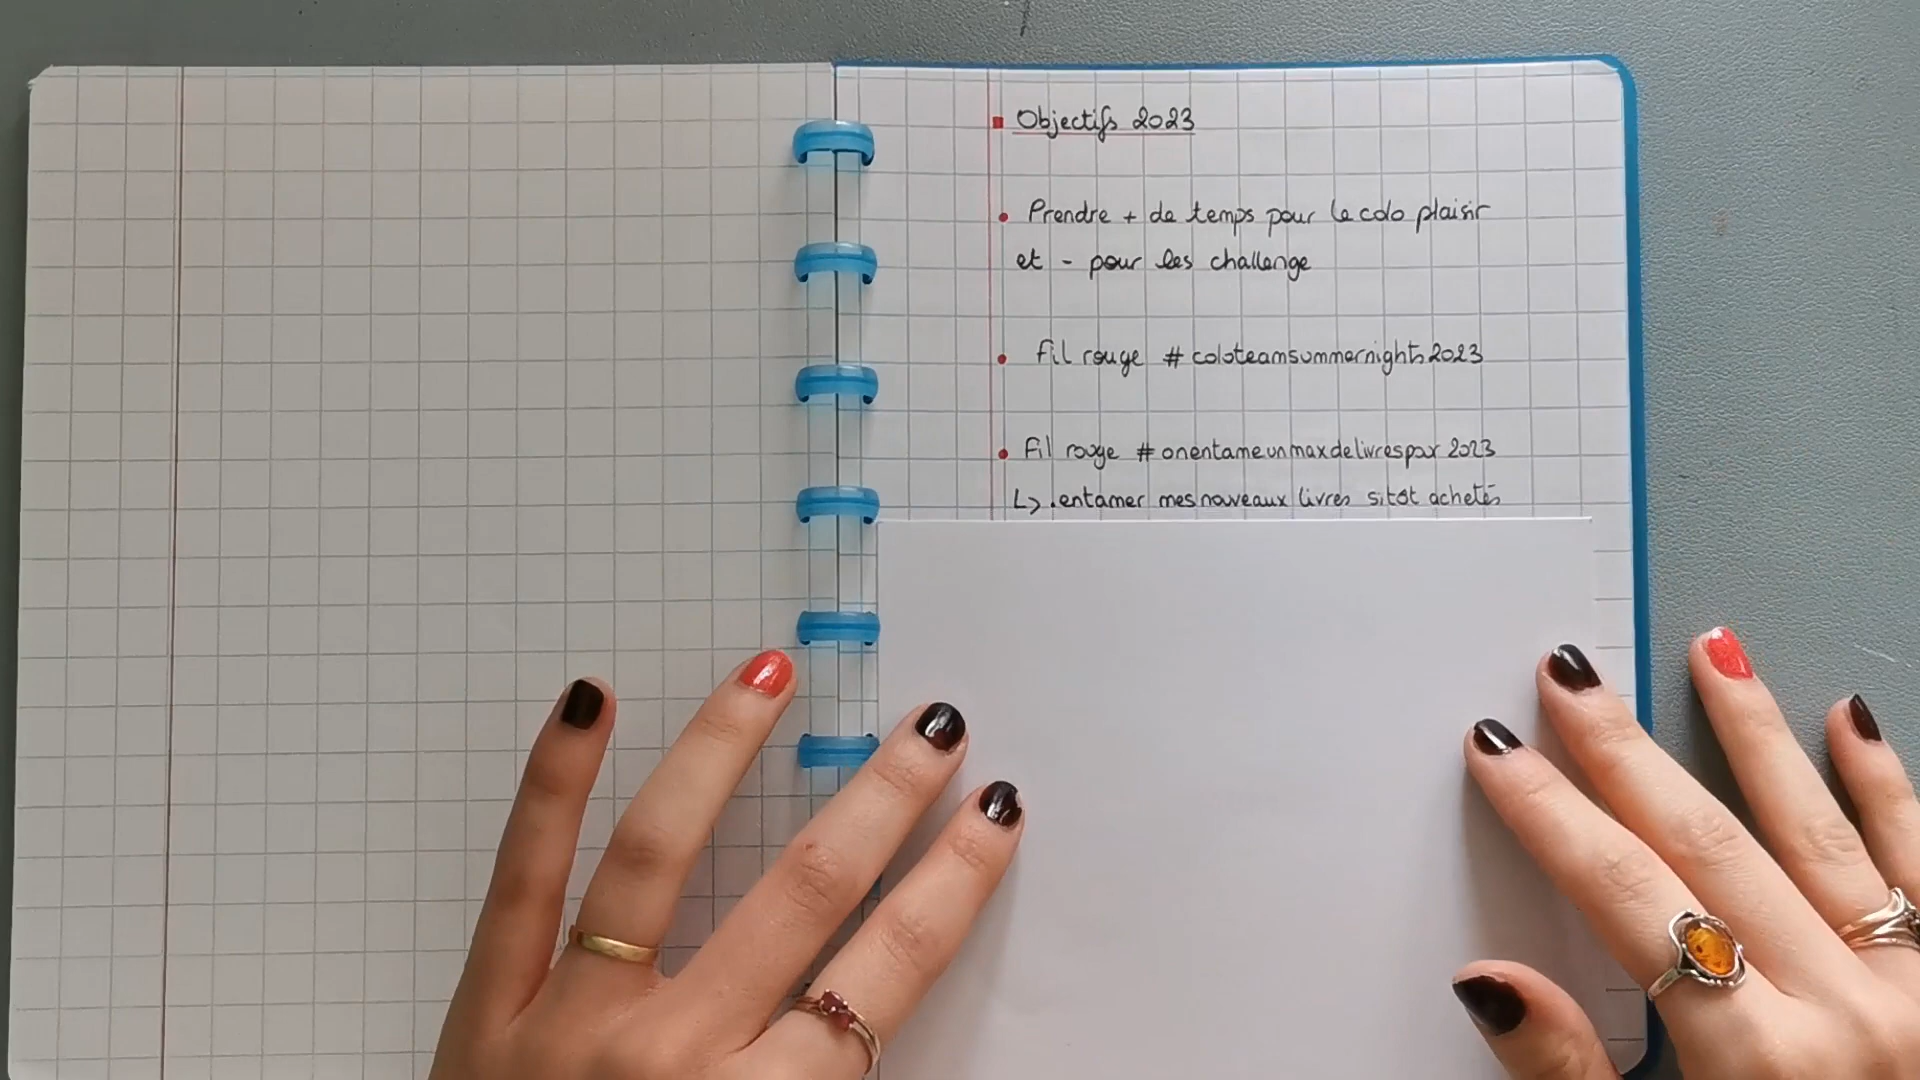 Objectifs 2023
Prendre + de temps pour le colo plaisir
et - pour les challenge
Fil rouge #coloteamsummernights2023
Fil rouge #onentameunmaxdelivrespar2023
↳ .entamer mes nouveaux livres sitôt achetés